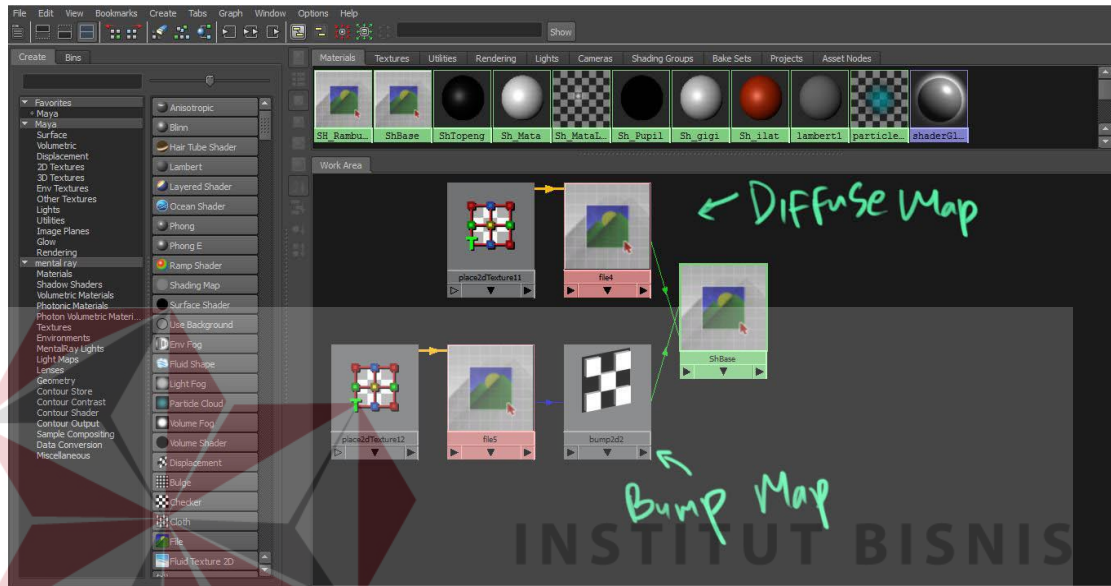 File Edit View Bookmarks Create Tabs Graph Window Options Help
Show
Create Bins
Materials Textures Utilities Rendering Lights Cameras Shading Groups Bake Sets Projects Asset Nodes
SH_Rambu... ShBase ShTopeng Sh_Mata Sh_MataL... Sh_Pupil Sh_gigi Sh_ilat lambert1 particle... shaderGl...
Favorites
Maya
Maya
Surface
Volumetric
Displacement
2D Textures
3D Textures
Env Textures
Other Textures
Lights
Utilities
Image Planes
Glow
Rendering
mental ray
Materials
Shadow Shaders
Volumetric Materials
Photonic Materials
Photon Volumetric Materi...
Textures
Environments
MentalRay Lights
Light Maps
Lenses
Geometry
Contour Store
Contour Contrast
Contour Shader
Contour Output
Sample Compositing
Data Conversion
Miscellaneous
Anisotropic
Blinn
Hair Tube Shader
Lambert
Layered Shader
Ocean Shader
Phong
Phong E
Ramp Shader
Shading Map
Surface Shader
Use Background
Env Fog
Fluid Shape
Light Fog
Particle Cloud
Volume Fog
Volume Shader
Displacement
Bulge
Checker
Cloth
File
Fluid Texture 2D
Work Area
Diffuse Map
place2dTexture11 file4
ShBase
place2dTexture12 file5 bump2d2
Bump Map
INSTITUT BISNIS